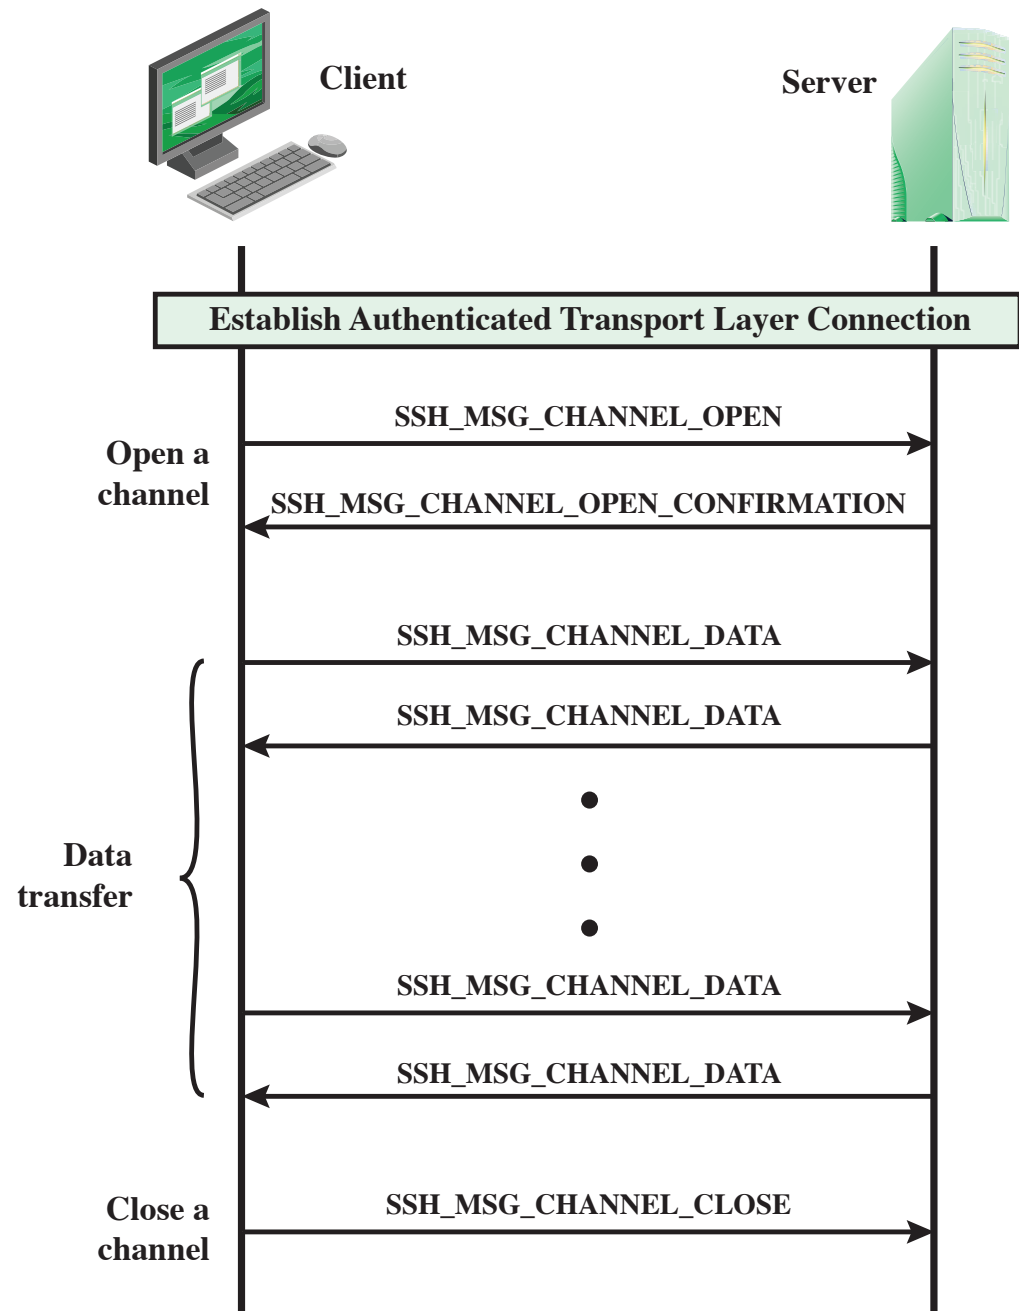 Client
Server
Establish Authenticated Transport Layer Connection
SSH_MSG_CHANNEL_OPEN
Open a
channel
SSH_MSG_CHANNEL_OPEN_CONFIRMATION
SSH_MSG_CHANNEL_DATA
SSH_MSG_CHANNEL_DATA
Data
transfer
SSH_MSG_CHANNEL_DATA
SSH_MSG_CHANNEL_DATA
SSH_MSG_CHANNEL_CLOSE
Close a
channel